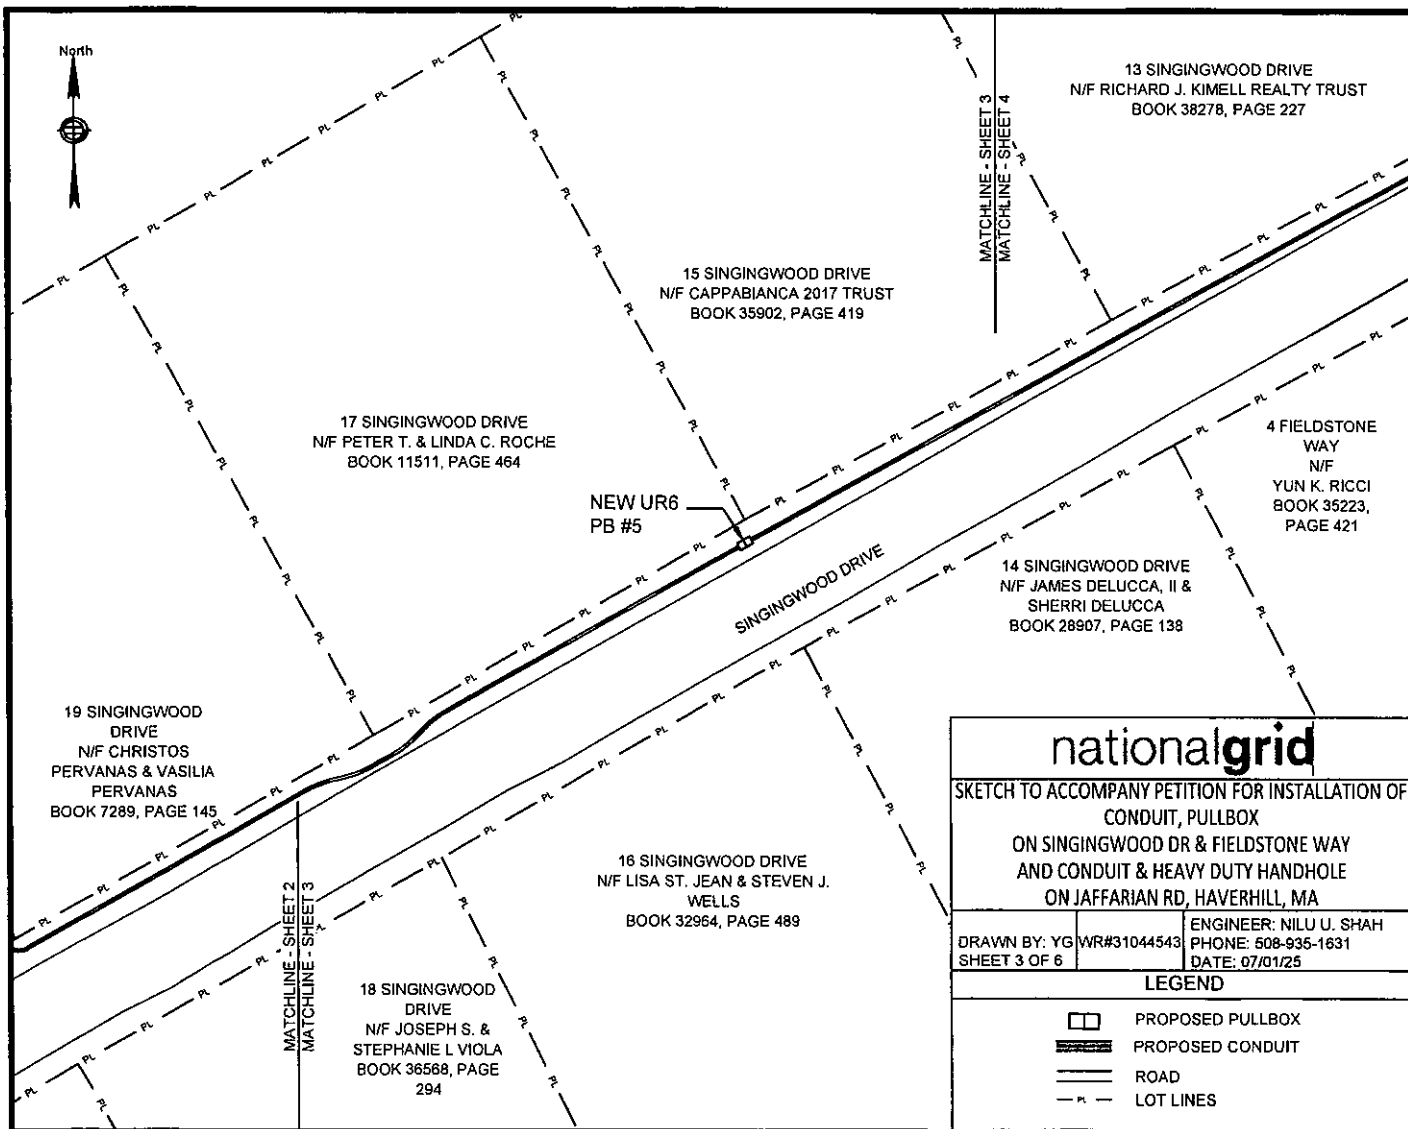 North
13 SINGINGWOOD DRIVE
N/F RICHARD J. KIMELL REALTY TRUST
BOOK 38278, PAGE 227
MATCHLINE - SHEET 3
MATCHLINE - SHEET 4
15 SINGINGWOOD DRIVE
N/F CAPPABIANCA 2017 TRUST
BOOK 35902, PAGE 419
17 SINGINGWOOD DRIVE
N/F PETER T. & LINDA C. ROCHE
BOOK 11511, PAGE 464
4 FIELDSTONE
WAY
N/F
YUN K. RICCI
BOOK 35223,
PAGE 421
NEW UR6
PB #5
SINGINGWOOD DRIVE
14 SINGINGWOOD DRIVE
N/F JAMES DELUCCA, II &
SHERRI DELUCCA
BOOK 28907, PAGE 138
19 SINGINGWOOD
DRIVE
N/F CHRISTOS
PERVANAS & VASILIA
PERVANAS
BOOK 7289, PAGE 145
MATCHLINE - SHEET 2
MATCHLINE - SHEET 3
16 SINGINGWOOD DRIVE
N/F LISA ST. JEAN & STEVEN J.
WELLS
BOOK 32964, PAGE 489
18 SINGINGWOOD
DRIVE
N/F JOSEPH S. &
STEPHANIE L VIOLA
BOOK 36568, PAGE
294
nationalgrid
SKETCH TO ACCOMPANY PETITION FOR INSTALLATION OF
CONDUIT, PULLBOX
ON SINGINGWOOD DR & FIELDSTONE WAY
AND CONDUIT & HEAVY DUTY HANDHOLE
ON JAFFARIAN RD, HAVERHILL, MA
DRAWN BY: YG
SHEET 3 OF 6
WR#31044543
ENGINEER: NILU U. SHAH
PHONE: 508-935-1631
DATE: 07/01/25
LEGEND
PROPOSED PULLBOX
PROPOSED CONDUIT
ROAD
PL LOT LINES